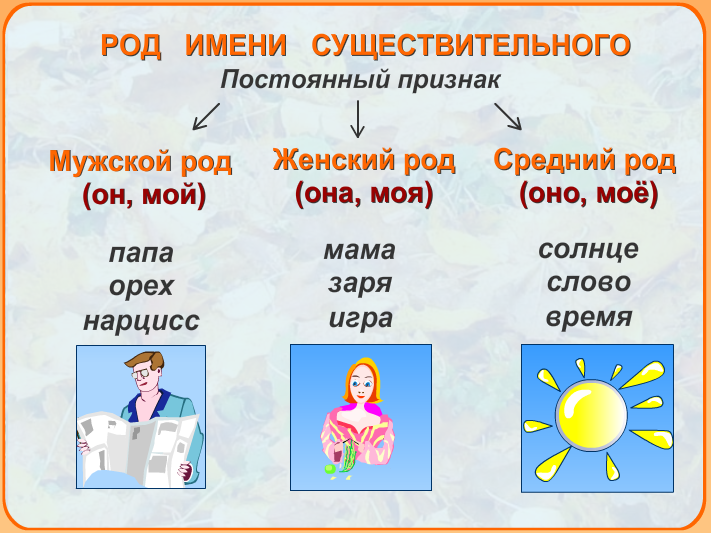 РОД ИМЕНИ СУЩЕСТВИТЕЛЬНОГО
Постоянный признак
Мужской род
(он, мой)
папа
орех
нарцисс
Женский род
(она, моя)
мама
заря
игра
Средний род
(оно, моё)
солнце
слово
время